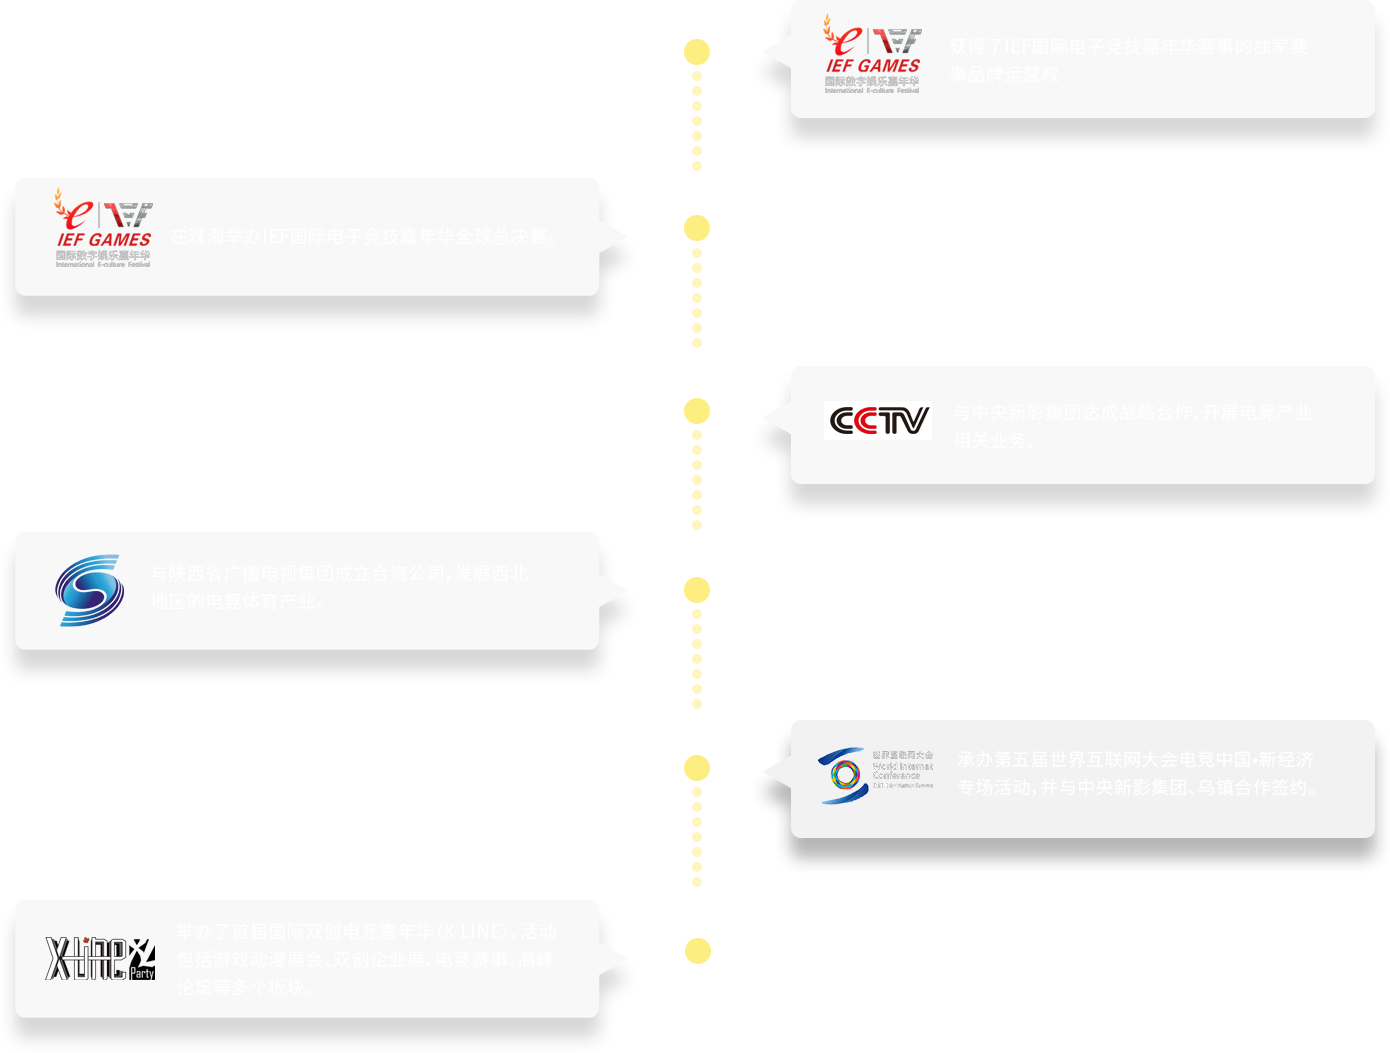 IEF GAMES
国际数字娱乐嘉年华
International E-culture Festival
获得了IEF国际电子竞技嘉年华赛事的独家赛
事品牌运营权
IEF GAMES
国际数字娱乐嘉年华
International E-culture Festival
在珠海举办IEF国际电子竞技嘉年华全球总决赛。
CCTV
与中央新影集团达成战略合作，开展电竞产业
相关业务。
与陕西省广播电视集团成立合资公司，发展西北
地区的电竞体育产业。
世界互联网大会
World Internet
Conference
承办第五届世界互联网大会电竞中国•新经济
专场活动，并与中央新影集团、乌镇合作签约。
X-LINE
Party
举办了首届国际双创电竞嘉年华（X-LINE），活动
包括游戏动漫展会、双创企业展、电竞赛事、高峰
论坛等多个板块。